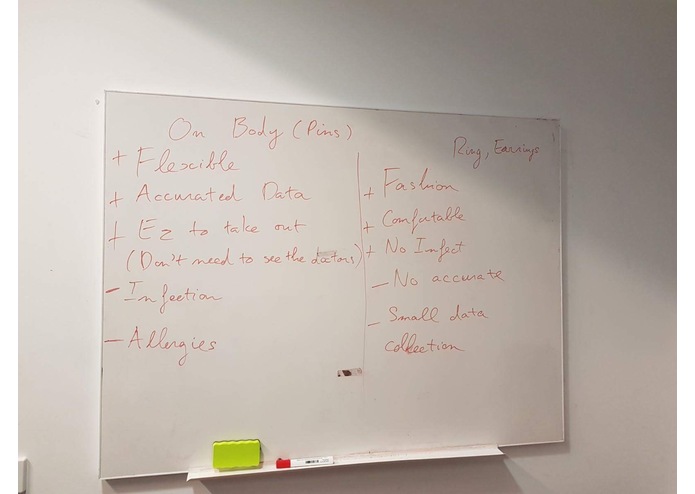 On Body (Pins)
+ Flexible
+ Accurated Data
+ Ez to take out
(Don't need to see the doctors)
- Infection
- Allergies
Ring, Earrings
+ Fashion
+ Comfortable
+ No Infect
- No accurate
- Small data
collection